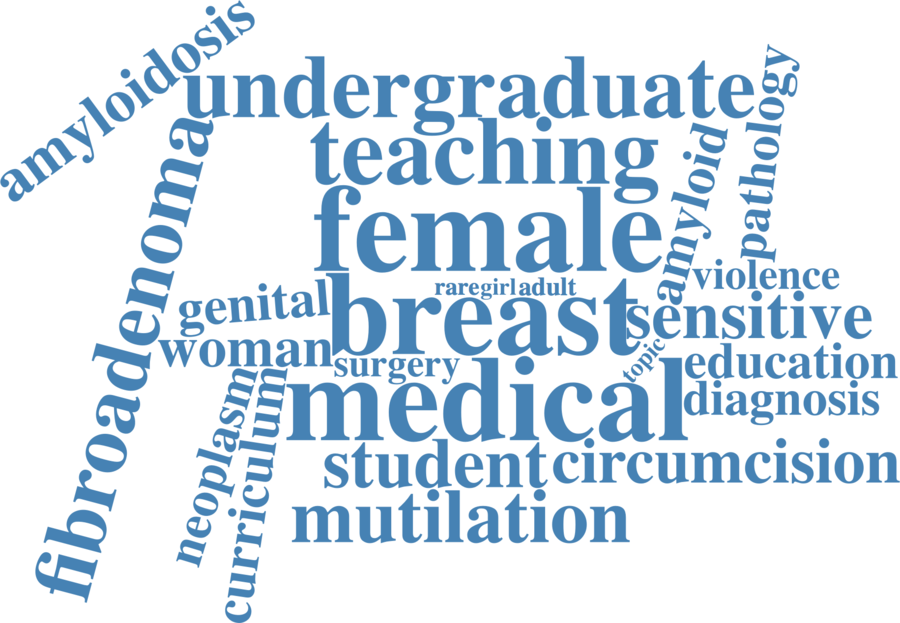 amyloidosis
undergraduate
teaching
pathology
amyloid
fibroadenoma
female
violence
rare girl adult
genital
breast
sensitive
woman
surgery
topic
education
medical
diagnosis
neoplasm
curriculum
student
circumcision
mutilation